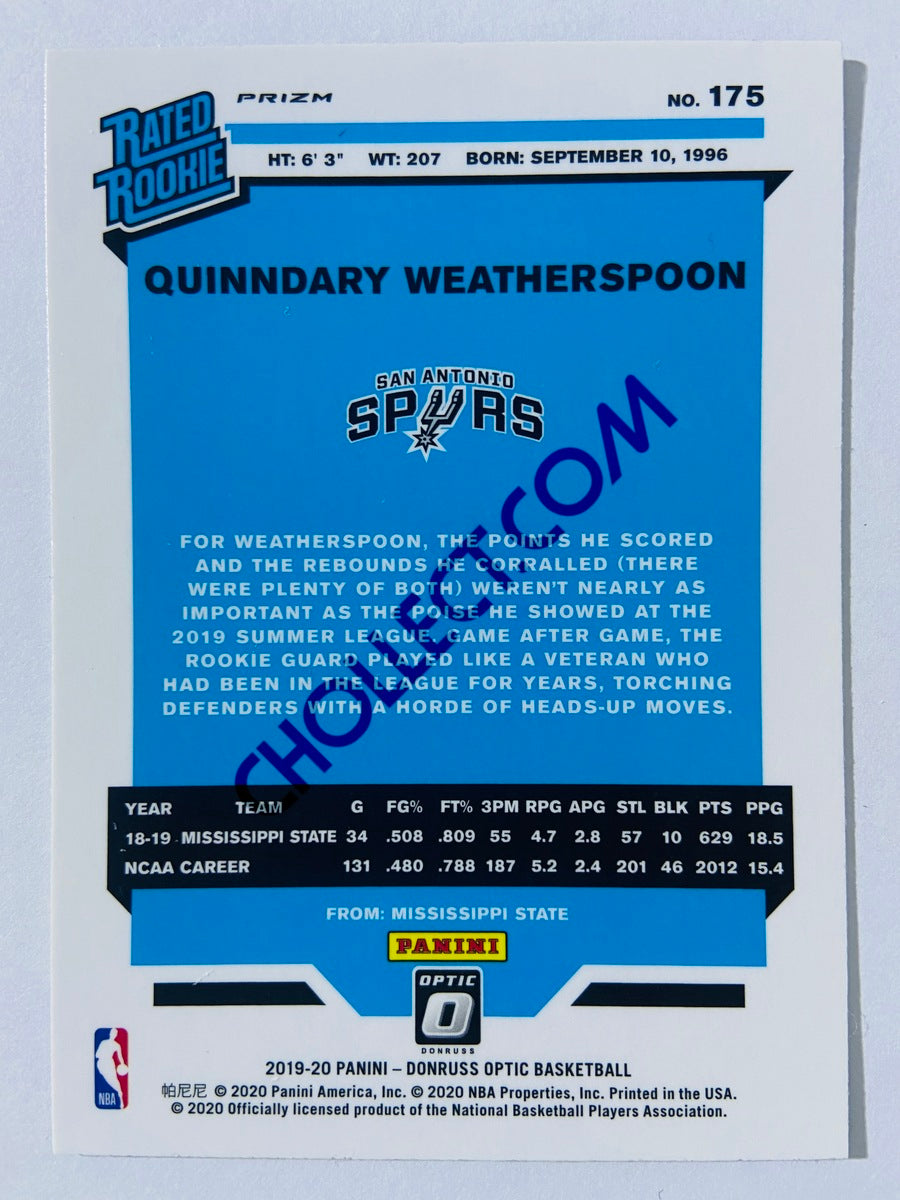 RATED
ROOKIE
PRIZM
NO. 175
HT: 6' 3" WT: 207 BORN: SEPTEMBER 10, 1996
QUINNDARY WEATHERSPOON
SAN ANTONIO
SPURS
FOR WEATHERSPOON, THE POINTS HE SCORED
AND THE REBOUNDS HE CORRALLED (THERE
WERE PLENTY OF BOTH) WEREN'T NEARLY AS
IMPORTANT AS THE POISE HE SHOWED AT THE
2019 SUMMER LEAGUE. GAME AFTER GAME, THE
ROOKIE GUARD PLAYED LIKE A VETERAN WHO
HAD BEEN IN THE LEAGUE FOR YEARS, TORCHING
DEFENDERS WITH A HORDE OF HEADS-UP MOVES.
CHOLLECT.COM
YEAR TEAM G FG% FT% 3PM RPG APG STL BLK PTS PPG
18-19 MISSISSIPPI STATE 34 .508 .809 55 4.7 2.8 57 10 629 18.5
NCAA CAREER 131 .480 .788 187 5.2 2.4 201 46 2012 15.4
FROM: MISSISSIPPI STATE
PANINI
OPTIC
O
DONRUSS
NBA
2019-20 PANINI – DONRUSS OPTIC BASKETBALL
帕尼尼 © 2020 Panini America, Inc. © 2020 NBA Properties, Inc. Printed in the USA.
© 2020 Officially licensed product of the National Basketball Players Association.